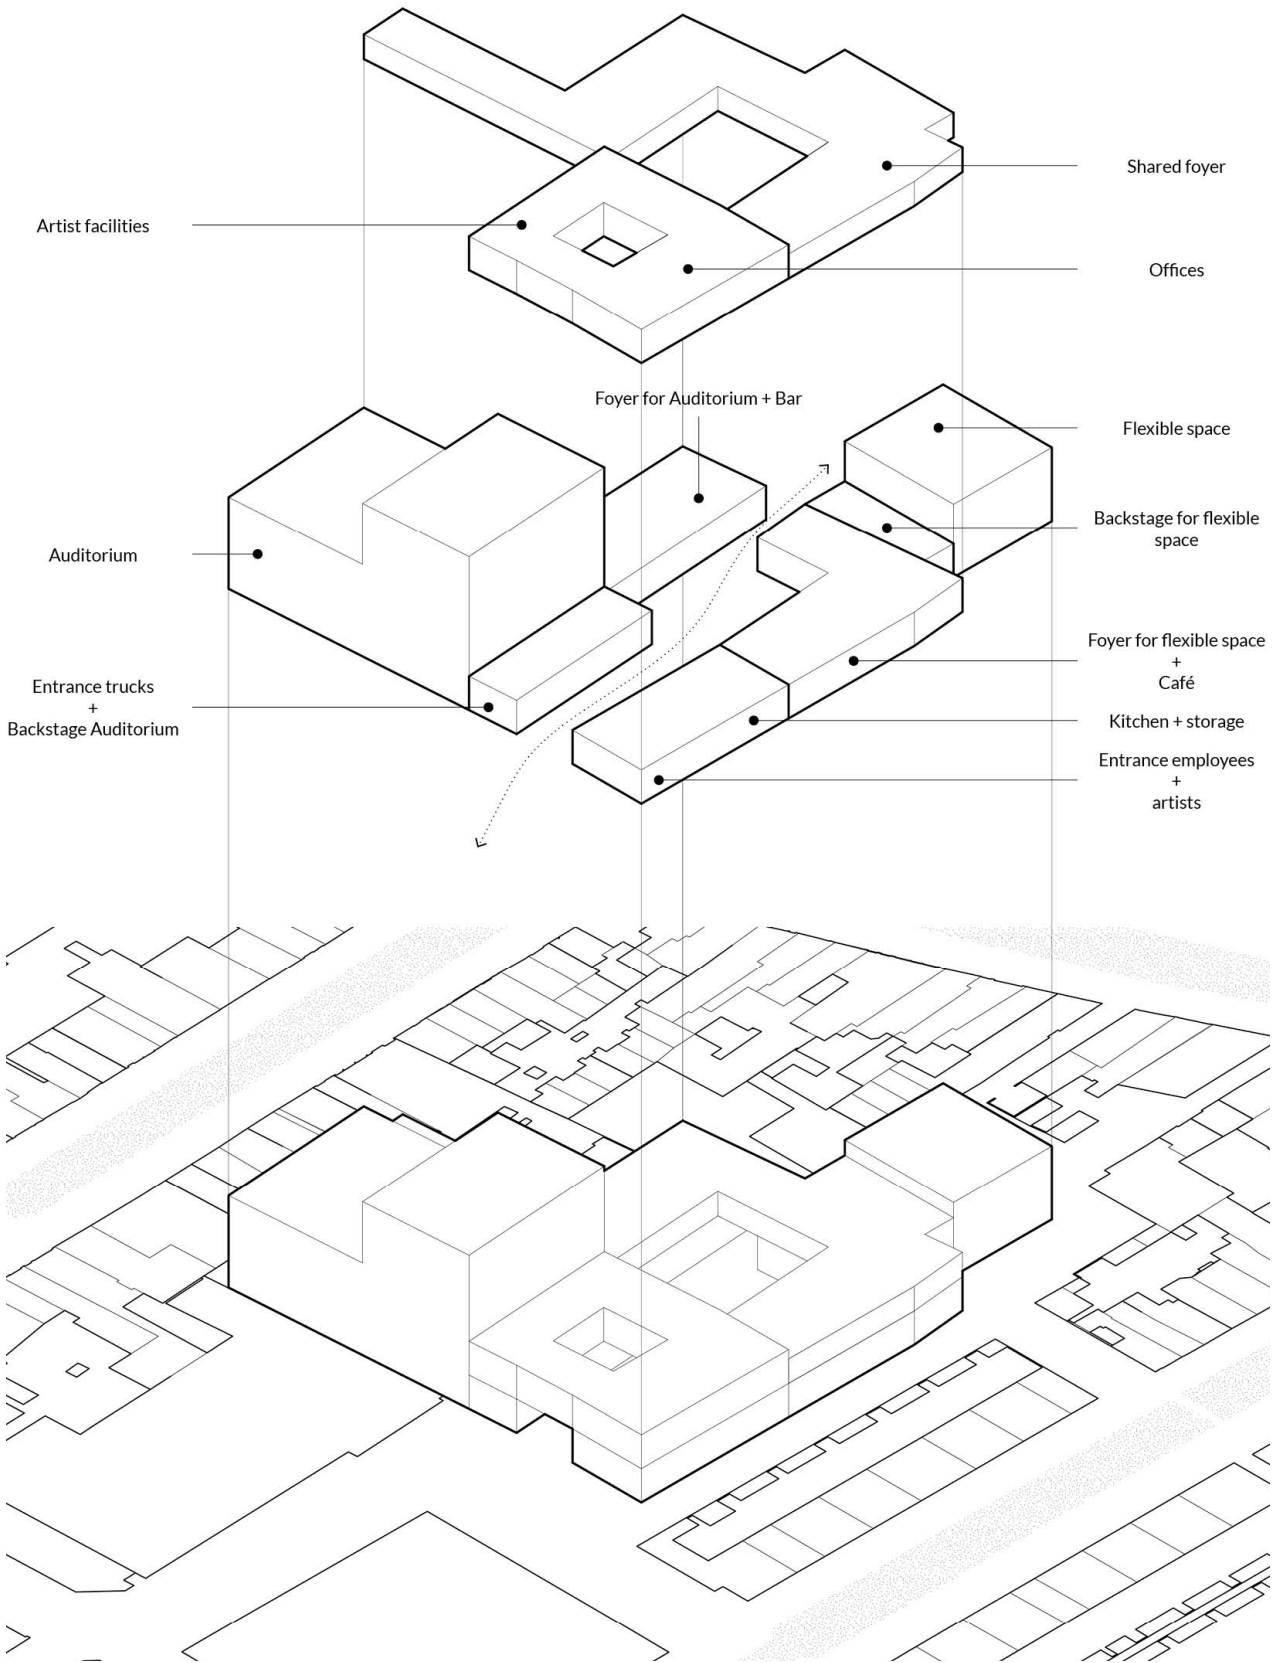 Shared foyer
Artist facilities
Offices
Foyer for Auditorium + Bar
Flexible space
Backstage for flexible
space
Auditorium
Foyer for flexible space
+
Café
Entrance trucks
+
Backstage Auditorium
Kitchen + storage
Entrance employees
+
artists